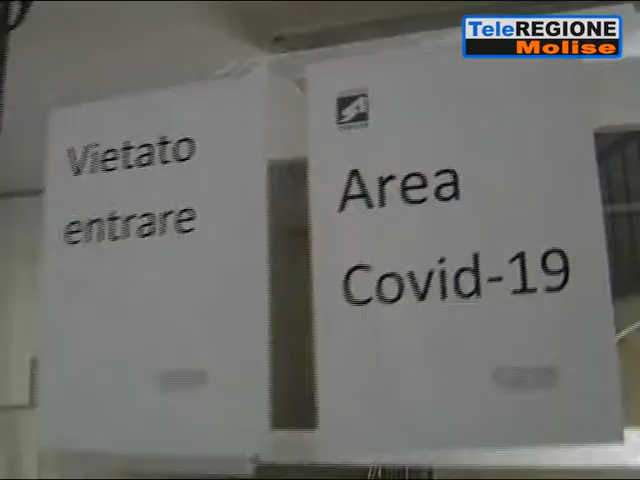 TeleREGIONE
Molise
Vietato
entrare
Area
Covid-19